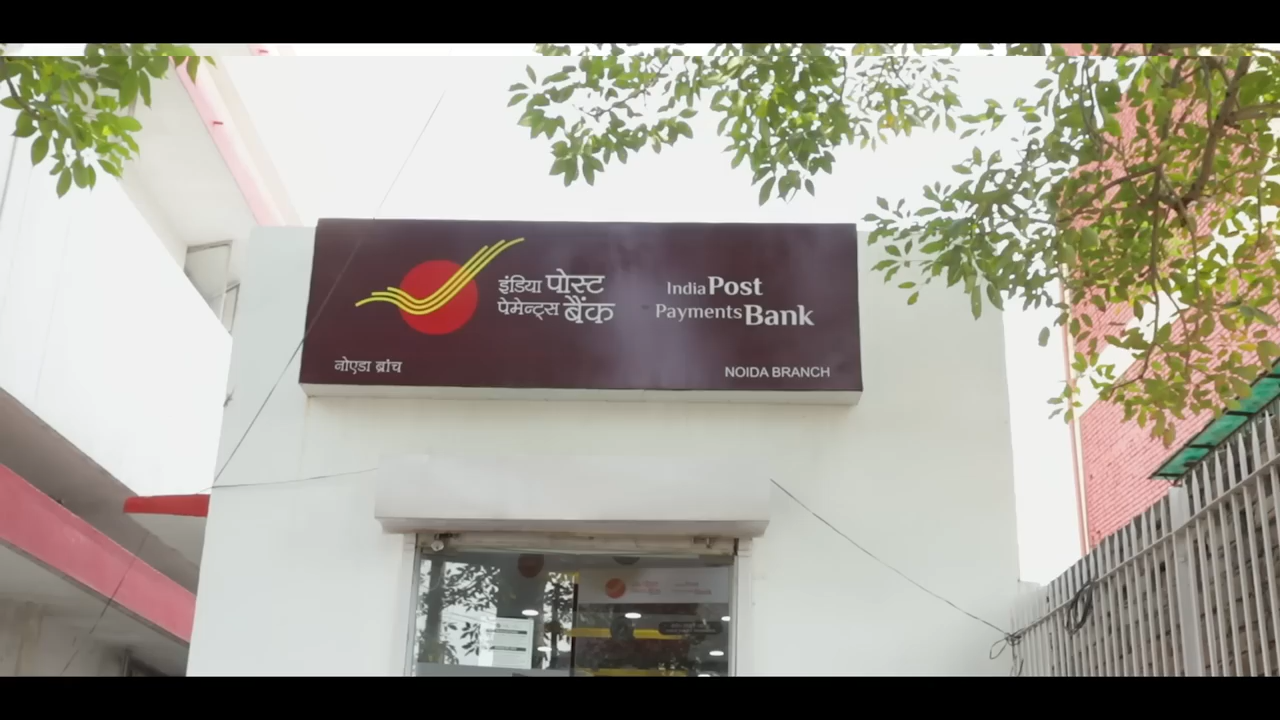 इंडिया पोस्ट
पेमेन्ट्स बैंक
India Post
Payments Bank
नोएडा ब्रांच
NOIDA BRANCH